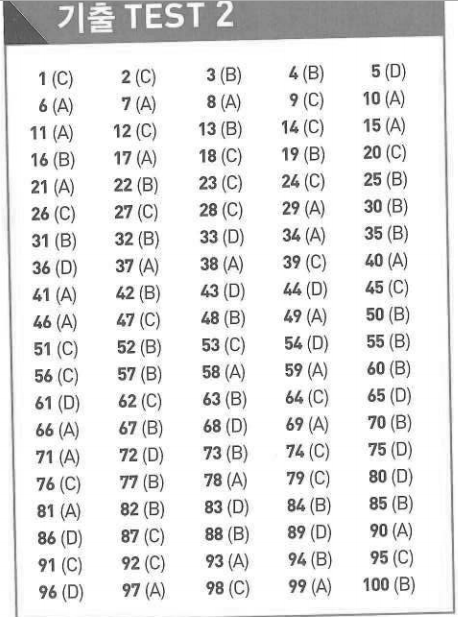 기출 TEST 2
1 (C) 2 (C) 3 (B) 4 (B) 5 (D)
6 (A) 7 (A) 8 (A) 9 (C) 10 (A)
11 (A) 12 (C) 13 (B) 14 (C) 15 (A)
16 (B) 17 (A) 18 (C) 19 (B) 20 (C)
21 (A) 22 (B) 23 (C) 24 (C) 25 (B)
26 (C) 27 (C) 28 (C) 29 (A) 30 (B)
31 (B) 32 (B) 33 (D) 34 (A) 35 (B)
36 (D) 37 (A) 38 (A) 39 (C) 40 (A)
41 (A) 42 (B) 43 (D) 44 (D) 45 (C)
46 (A) 47 (C) 48 (B) 49 (A) 50 (B)
51 (C) 52 (B) 53 (C) 54 (D) 55 (B)
56 (C) 57 (B) 58 (A) 59 (A) 60 (B)
61 (D) 62 (C) 63 (B) 64 (C) 65 (D)
66 (A) 67 (B) 68 (D) 69 (A) 70 (B)
71 (A) 72 (D) 73 (B) 74 (C) 75 (D)
76 (C) 77 (B) 78 (A) 79 (C) 80 (D)
81 (A) 82 (B) 83 (D) 84 (B) 85 (B)
86 (D) 87 (C) 88 (B) 89 (D) 90 (A)
91 (C) 92 (C) 93 (A) 94 (B) 95 (C)
96 (D) 97 (A) 98 (C) 99 (A) 100 (B)